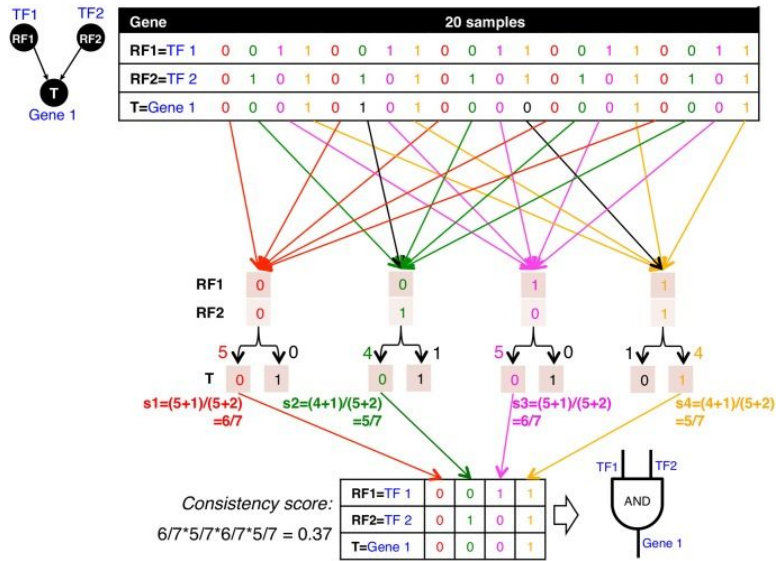 TF1 TF2
RF1 RF2
T
Gene 1
Gene 20 samples
RF1=TF 1 0 0 1 1 0 0 1 1 0 0 1 1 0 0 1 1 0 0 1 1
RF2=TF 2 0 1 0 1 0 1 0 1 0 1 0 1 0 1 0 1 0 1 0 1
T=Gene 1 0 0 0 1 0 1 0 1 0 0 0 0 0 0 0 1 0 0 0 1
RF1 0 0 1 1
RF2 0 1 0 1
5 0 4 1 5 0 1 4
T 0 1 0 1 0 1 0 1
s1=(5+1)/(5+2) s2=(4+1)/(5+2) s3=(5+1)/(5+2) s4=(4+1)/(5+2)
=6/7 =5/7 =6/7 =5/7
Consistency score:
6/7*5/7*6/7*5/7 = 0.37
RF1=TF 1 0 0 1 1
RF2=TF 2 0 1 0 1
T=Gene 1 0 0 0 1
TF1 TF2
AND
Gene 1